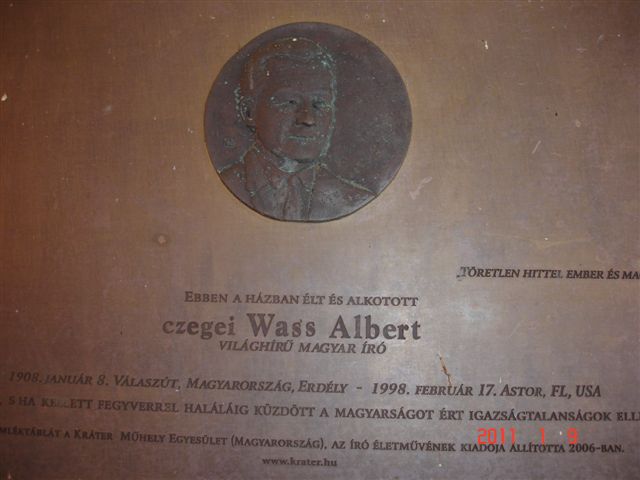 „TÖRETLEN HITTEL EMBER ÉS MA
EBBEN A HÁZBAN ÉLT ÉS ALKOTOTT
czegei Wass Albert
VILÁGHÍRŰ MAGYAR ÍRÓ
1908. JANUÁR 8. VÁLASZÚT, MAGYARORSZÁG, ERDÉLY - 1998. FEBRUÁR 17. ASTOR, FL, USA
, S HA KELLETT FEGYVERREL HALÁLÁIG KÜZDÖTT A MAGYARSÁGOT ÉRT IGAZSÁGTALANSÁGOK ELL
MLÉKTÁBLÁT A KRÁTER MŰHELY EGYESÜLET (MAGYARORSZÁG), AZ ÍRÓ ÉLETMŰVÉNEK KIADÓJA ÁLLÍTOTTA 2006-BAN.
www.krater.hu
2011 1 9